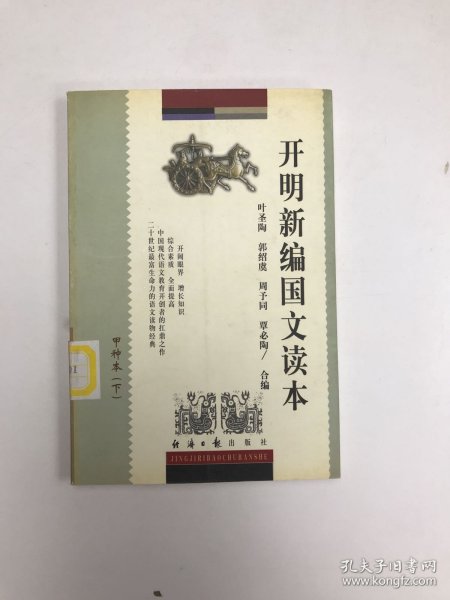 开明新编国文读本
叶圣陶 郭绍虞 周予同 覃必陶/ 合编
开阔眼界 增长知识
综合素质 全面提高
中国现代语文教育开创者的扛鼎之作
二十世纪最富生命力的语文读物经典
甲种本(下)
01
经济日报出版社
JINGJIRIBAOCHUBANSHE
孔夫子旧书网
www.kongfz.com